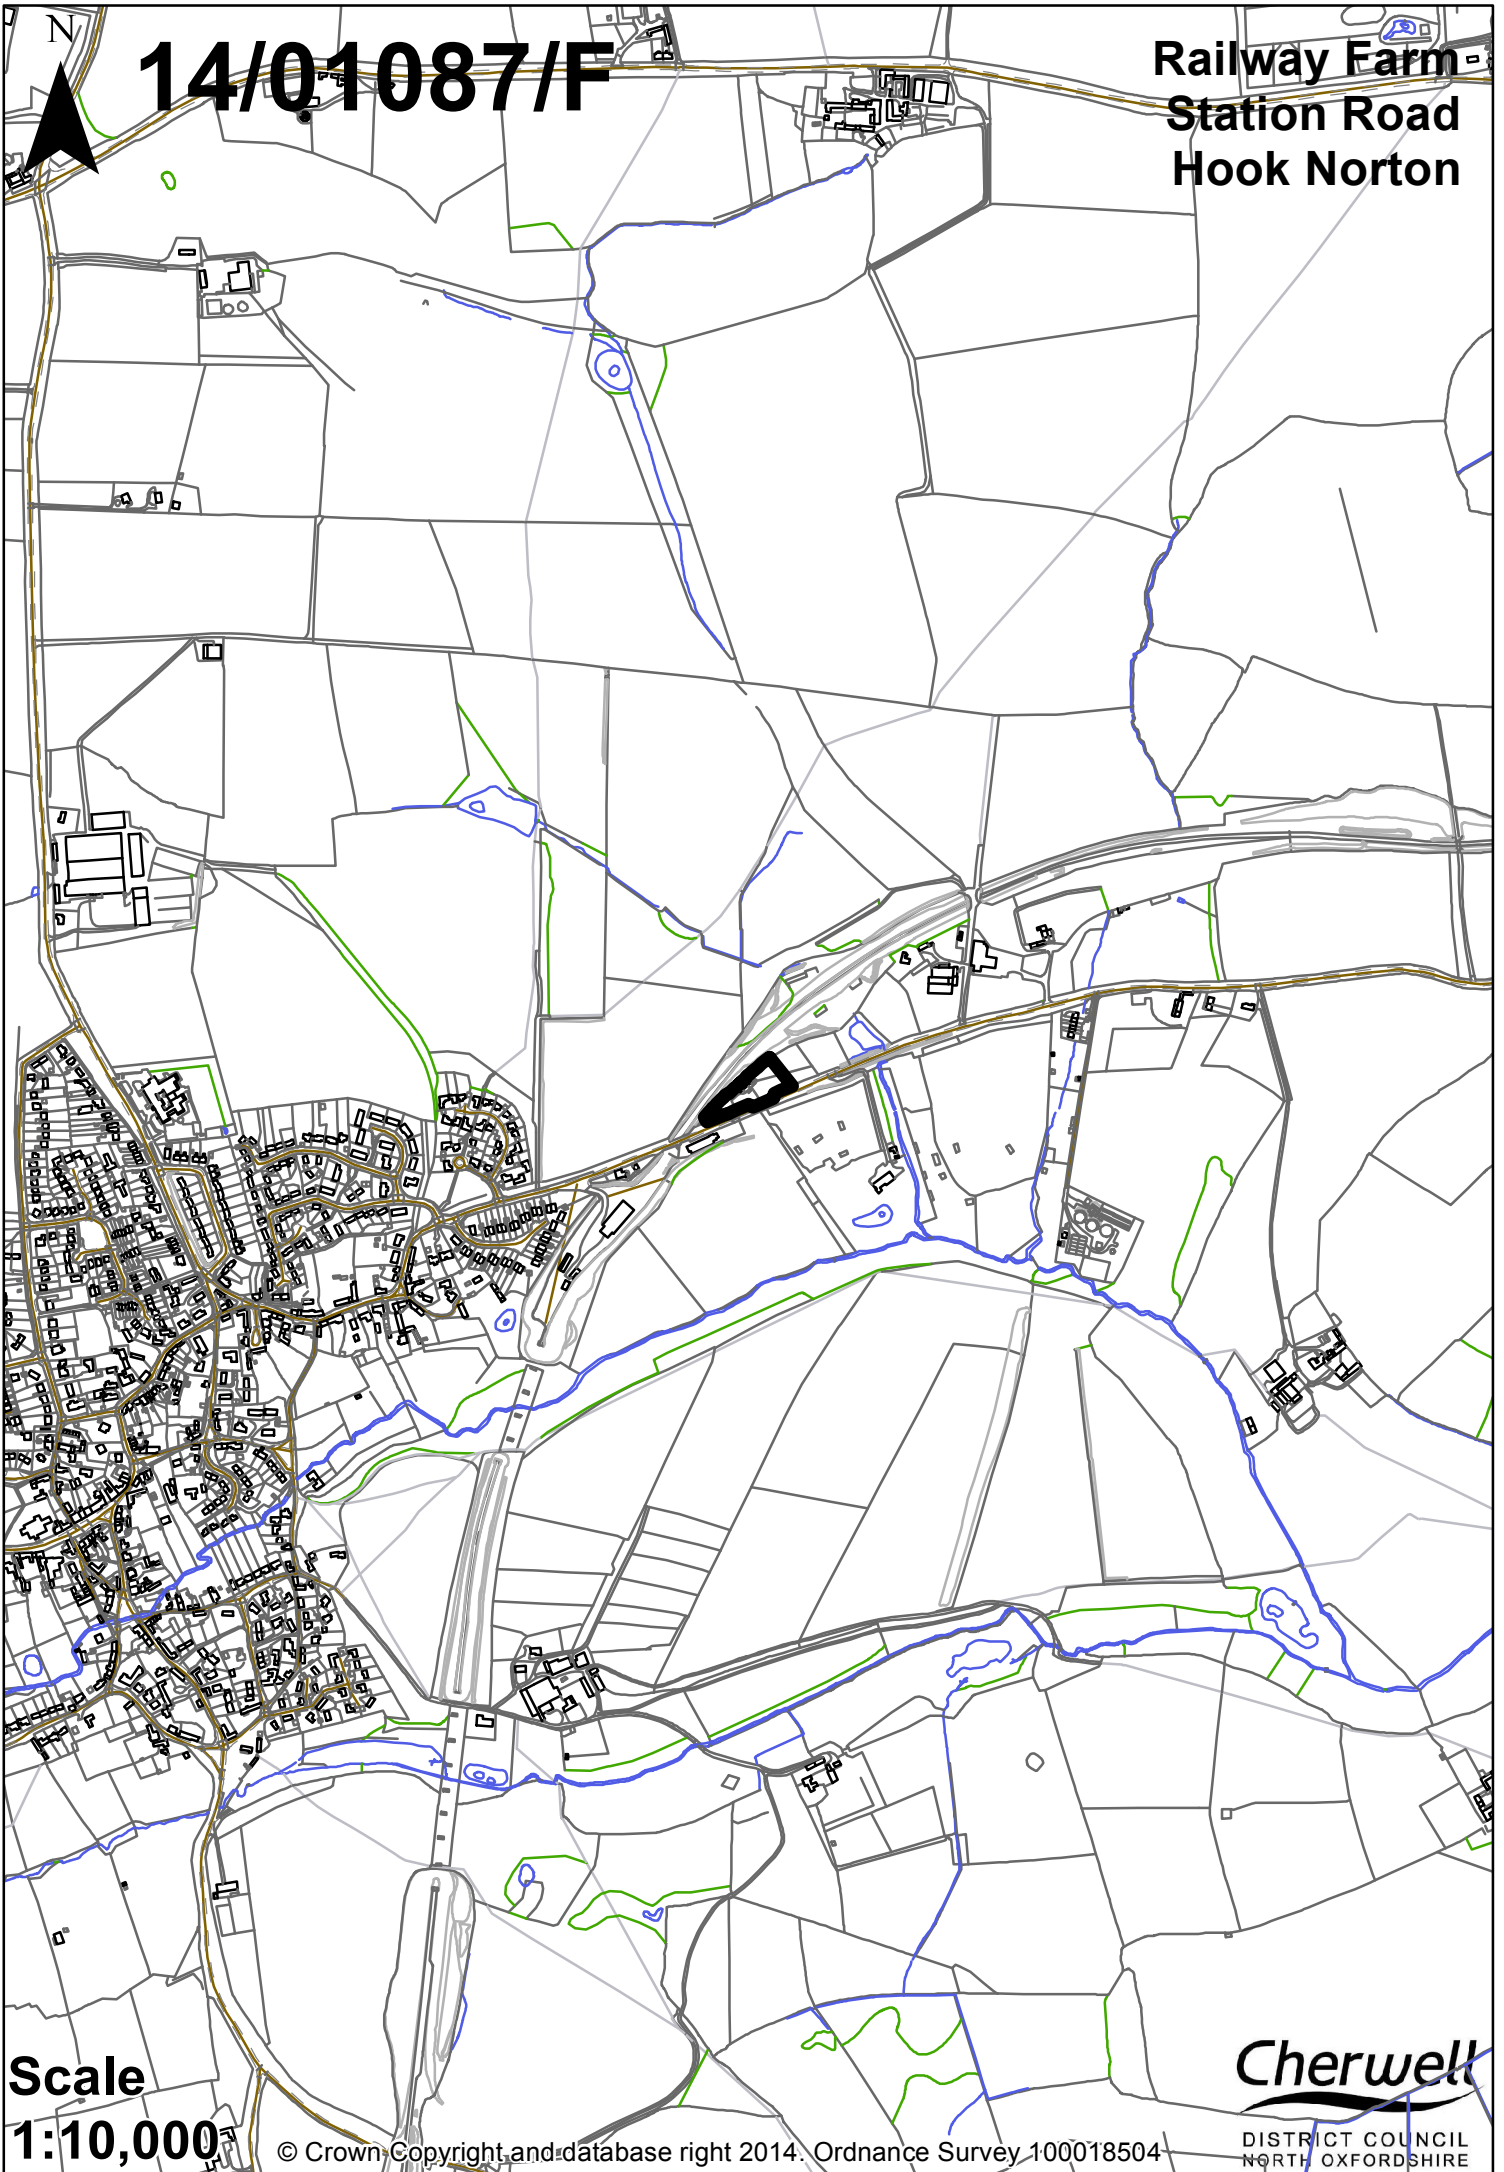 N
14/01087/F
Railway Farm
Station Road
Hook Norton
Scale
1:10,000
© Crown Copyright and database right 2014. Ordnance Survey 100018504
Cherwell
DISTRICT COUNCIL
NORTH OXFORDSHIRE